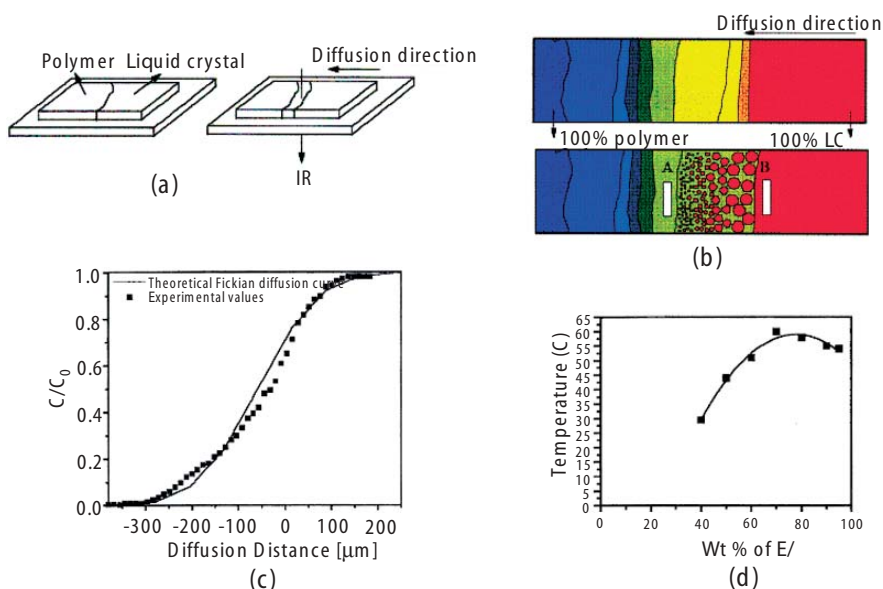 Polymer Liquid crystal
Diffusion direction
IR
(a)
Diffusion direction
100% polymer 100% LC
A B
(b)
1.0
0.8
0.6
0.4
0.2
0.0
C/C0
Theoretical Fickian diffusion curve
Experimental values
-300 -200 -100 0 100 200
Diffusion Distance [μm]
(c)
65
60
55
50
45
40
35
30
25
20
15
10
5
0
Temperature (C)
0 20 40 60 80 100
Wt % of E/
(d)